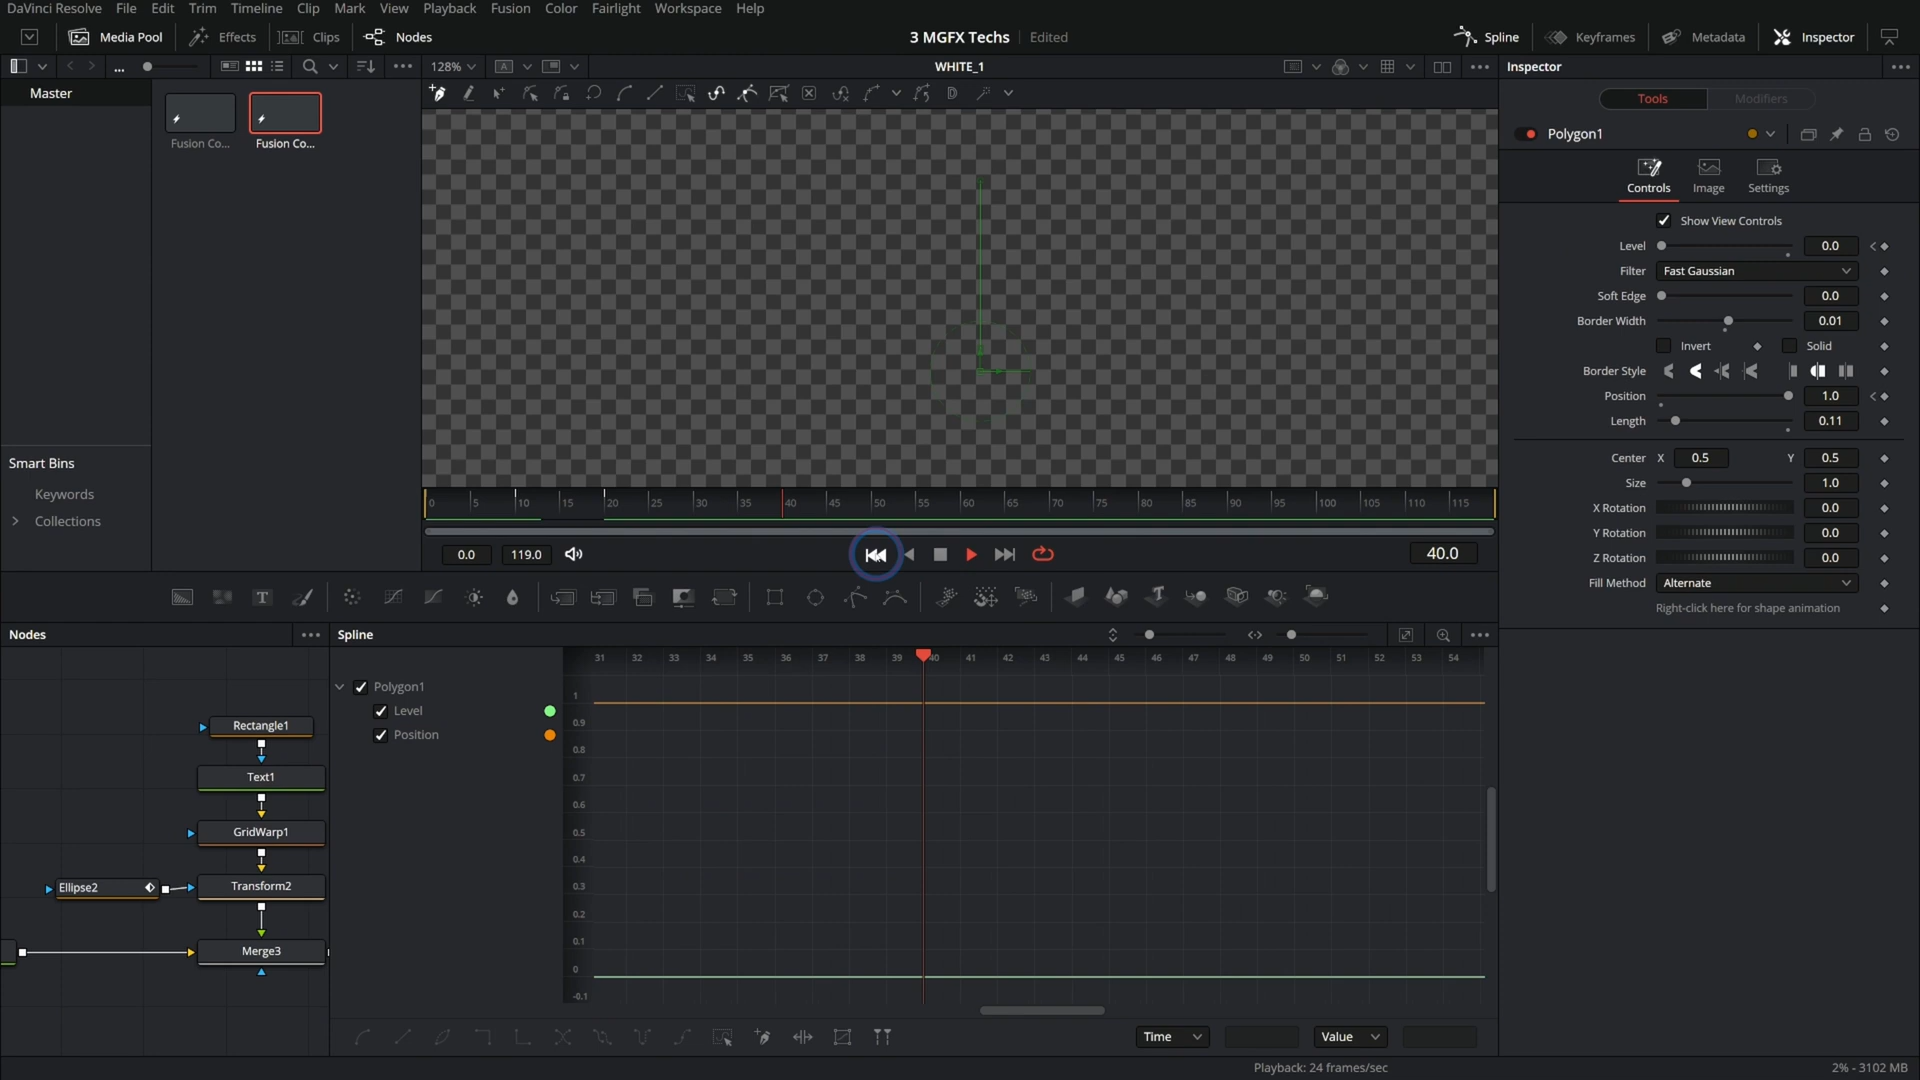 DaVinci Resolve File Edit Trim Timeline Clip Mark View Playback Fusion Color Fairlight Workspace Help
Media Pool Effects Clips Nodes 3 MGFX Techs Edited Spline Keyframes Metadata Inspector
128% WHITE_1 Inspector
Master
Fusion Co... Fusion Co...
Tools Modifiers
Polygon1
Controls Image Settings
Show View Controls
Level 0.0
Filter Fast Gaussian
Soft Edge 0.0
Border Width 0.01
Invert Solid
Border Style
Position 1.0
Length 0.11
Center X 0.5 Y 0.5
Size 1.0
X Rotation 0.0
Y Rotation 0.0
Z Rotation 0.0
Fill Method Alternate
Right-click here for shape animation
Smart Bins
Keywords
Collections
0 5 10 15 20 25 30 35 40 45 50 55 60 65 70 75 80 85 90 95 100 105 110 115
0.0 119.0 40.0
Nodes
Rectangle1
Text1
GridWarp1
Ellipse2 Transform2
Merge3
Spline
31 32 33 34 35 36 37 38 39 40 41 42 43 44 45 46 47 48 49 50 51 52 53 54
Polygon1
Level
Position
1
0.9
0.8
0.7
0.6
0.5
0.4
0.3
0.2
0.1
0
-0.1
Time Value
Playback: 24 frames/sec 2% - 3102 MB